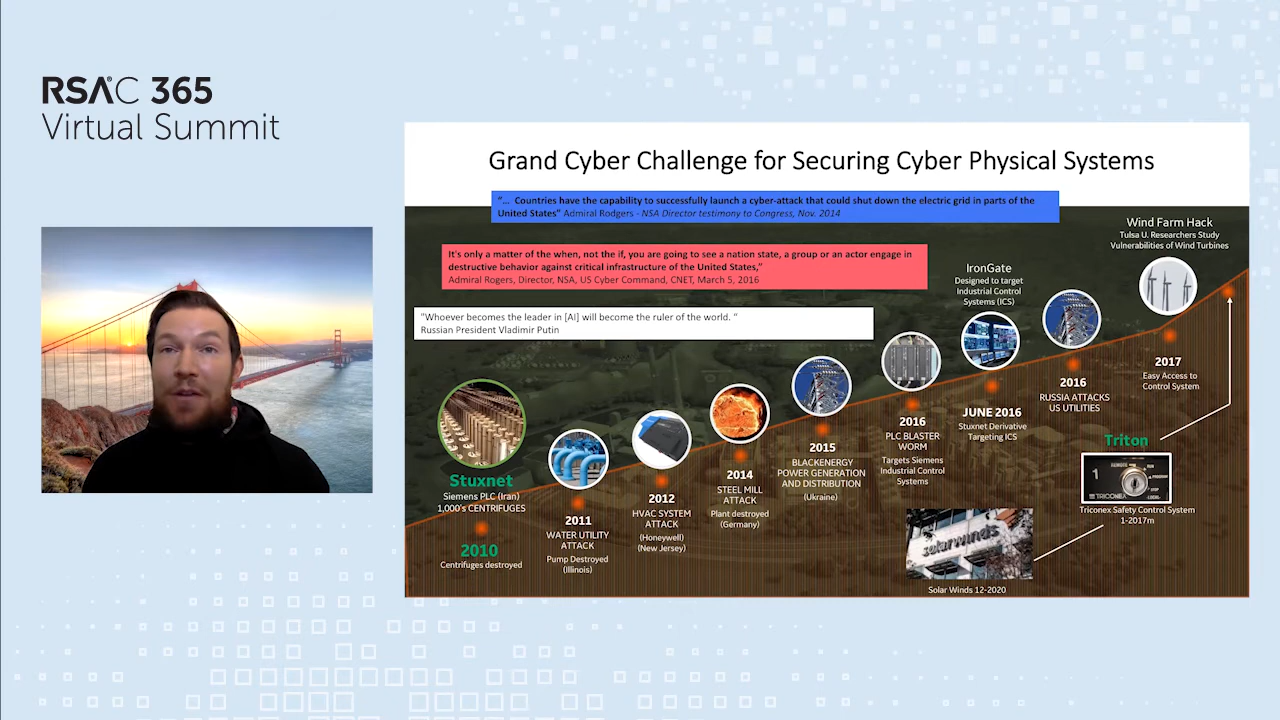 RSAC 365
Virtual Summit
Grand Cyber Challenge for Securing Cyber Physical Systems
"... Countries have the capability to successfully launch a cyber-attack that could shut down the electric grid in parts of the
United States" Admiral Rodgers - NSA Director testimony to Congress, Nov. 2014
It's only a matter of the when, not the if, you are going to see a nation state, a group or an actor engage in
destructive behavior against critical infrastructure of the United States,"
Admiral Rogers, Director, NSA, US Cyber Command, CNET, March 5, 2016
"Whoever becomes the leader in [AI] will become the ruler of the world. "
Russian President Vladimir Putin
Stuxnet
Siemens PLC (Iran)
1,000's CENTRIFUGES
2010
Centrifuges destroyed
2011
WATER UTILITY
ATTACK
Pump Destroyed
(Illinois)
2012
HVAC SYSTEM
ATTACK
(Honeywell)
(New Jersey)
2014
STEEL MILL
ATTACK
Plant destroyed
(Germany)
2015
BLACKENERGY
POWER GENERATION
AND DISTRIBUTION
(Ukraine)
2016
PLC BLASTER
WORM
Targets Siemens
Industrial Control
Systems
IronGate
Designed to target
Industrial Control
Systems (ICS)
JUNE 2016
Stuxnet Derivative
Targeting ICS
2016
RUSSIA ATTACKS
US UTILITIES
Wind Farm Hack
Tulsa U. Researchers Study
Vulnerabilities of Wind Turbines
2017
Easy Access to
Control System
Triton
1
REMOTE
RUN
PROGRAM
STOP
LOCAL
TRICONEX
Triconex Safety Control System
1-2017m
solarwinds
Solar Winds 12-2020